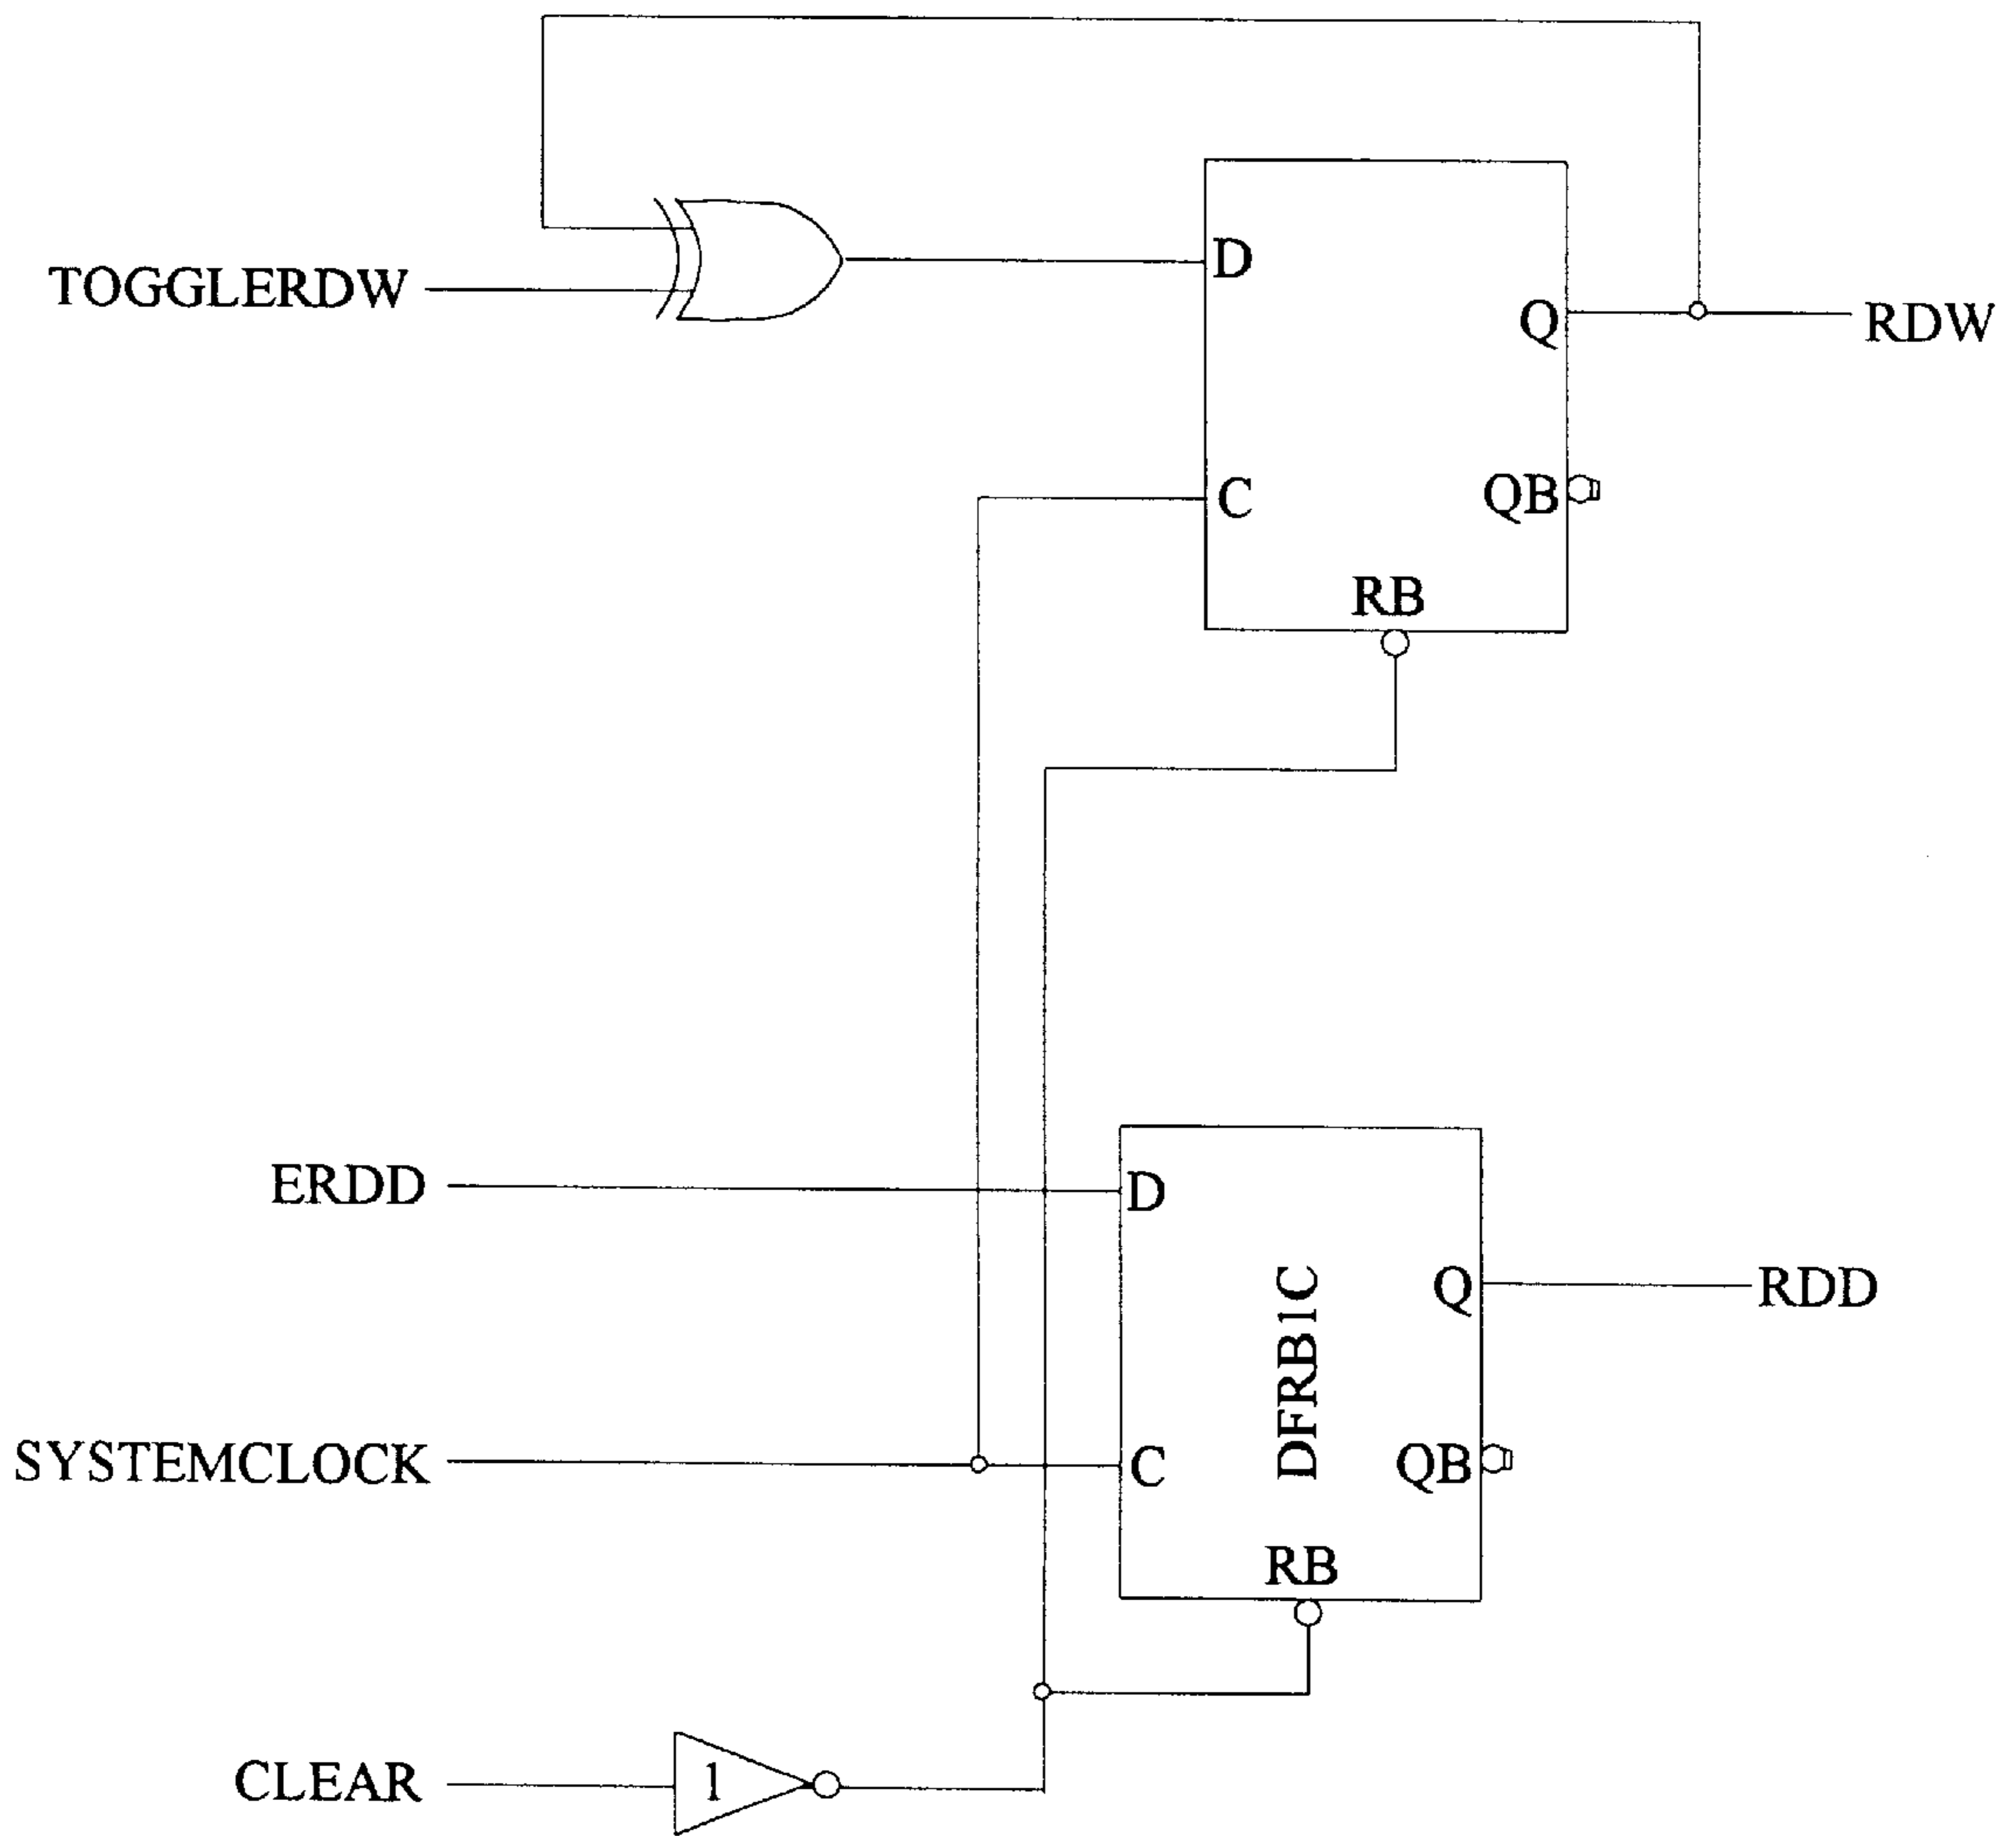 TOGGLERDW
D
Q
RDW
C
QB
RB
ERDD
D
DFRB1C
Q
RDD
SYSTEMCLOCK
C
QB
RB
CLEAR
1